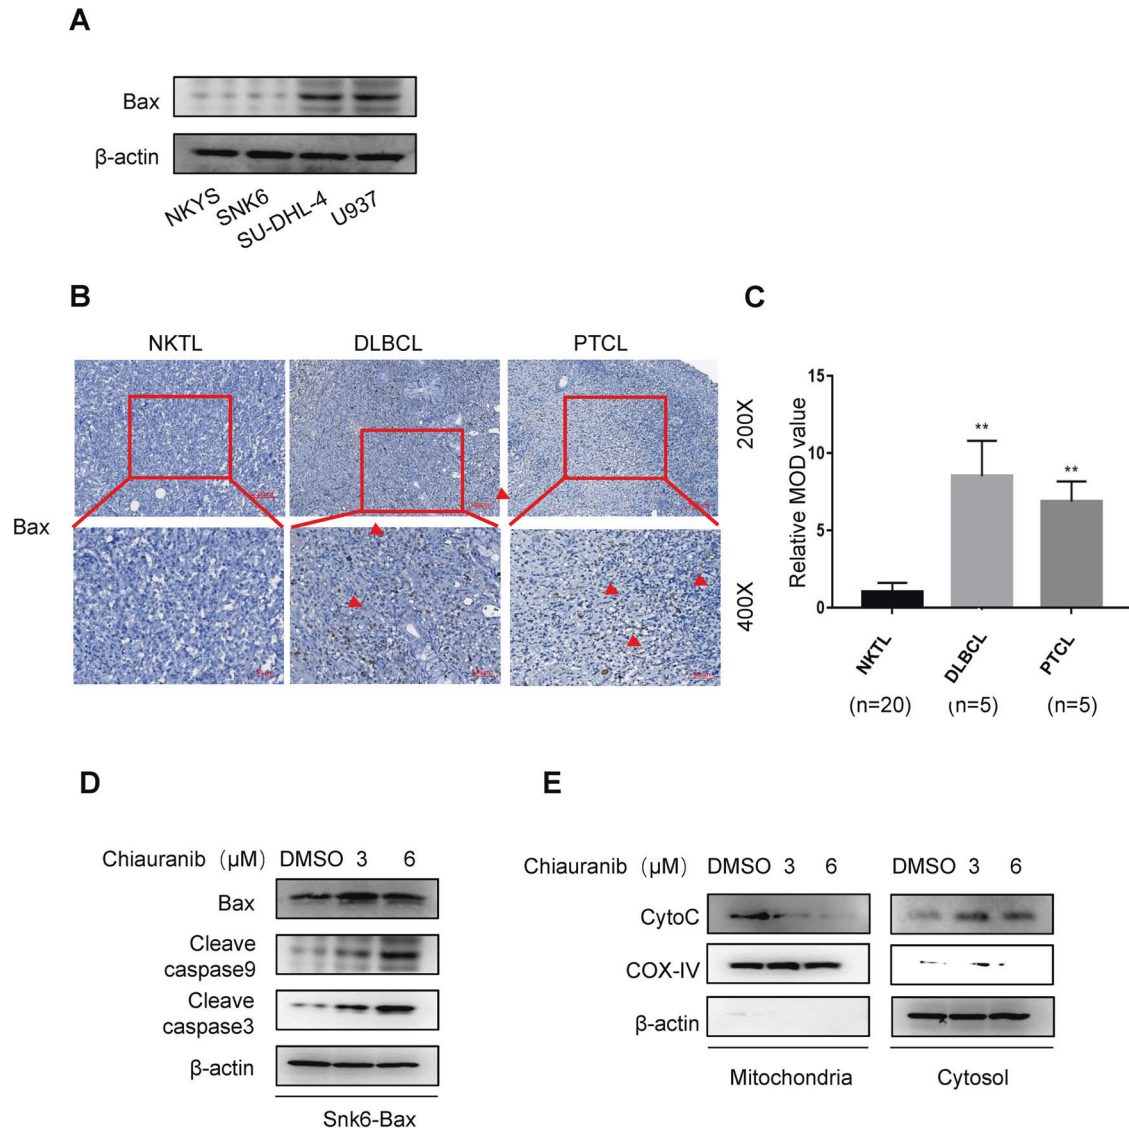 A
Bax
β-actin
NKYS
SNK6
SU-DHL-4
U937
B
NKTL
DLBCL
PTCL
Bax
200X
400X
C
Relative MOD value
15
10
5
0
**
**
NKTL
DLBCL
PTCL
(n=20)
(n=5)
(n=5)
D
Chiauranib (μM) DMSO 3 6
Bax
Cleave
caspase9
Cleave
caspase3
β-actin
Snk6-Bax
E
Chiauranib (μM) DMSO 3 6 DMSO 3 6
CytoC
COX-IV
β-actin
Mitochondria
Cytosol